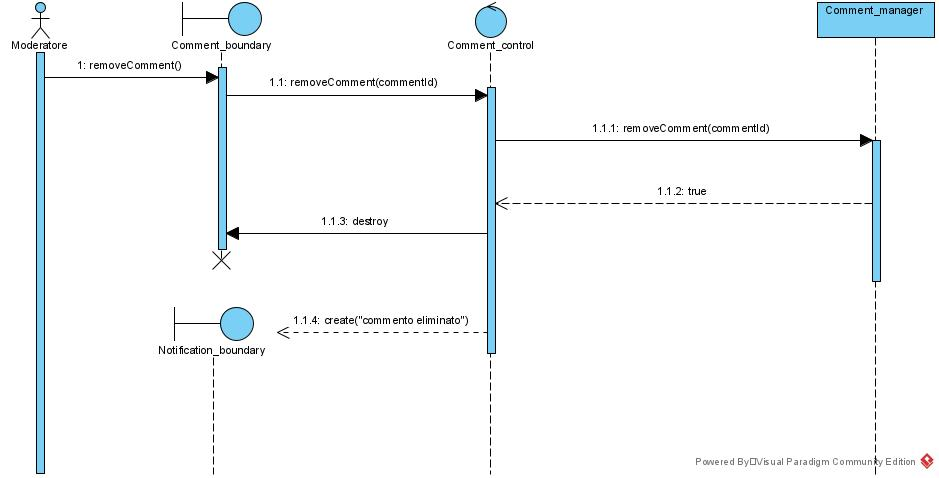 Comment_manager
Moderatore
Comment_boundary
Comment_control
1: removeComment()
1.1: removeComment(commentId)
1.1.1: removeComment(commentId)
1.1.2: true
1.1.3: destroy
1.1.4: create("commento eliminato")
Notification_boundary
Powered By□Visual Paradigm Community Edition